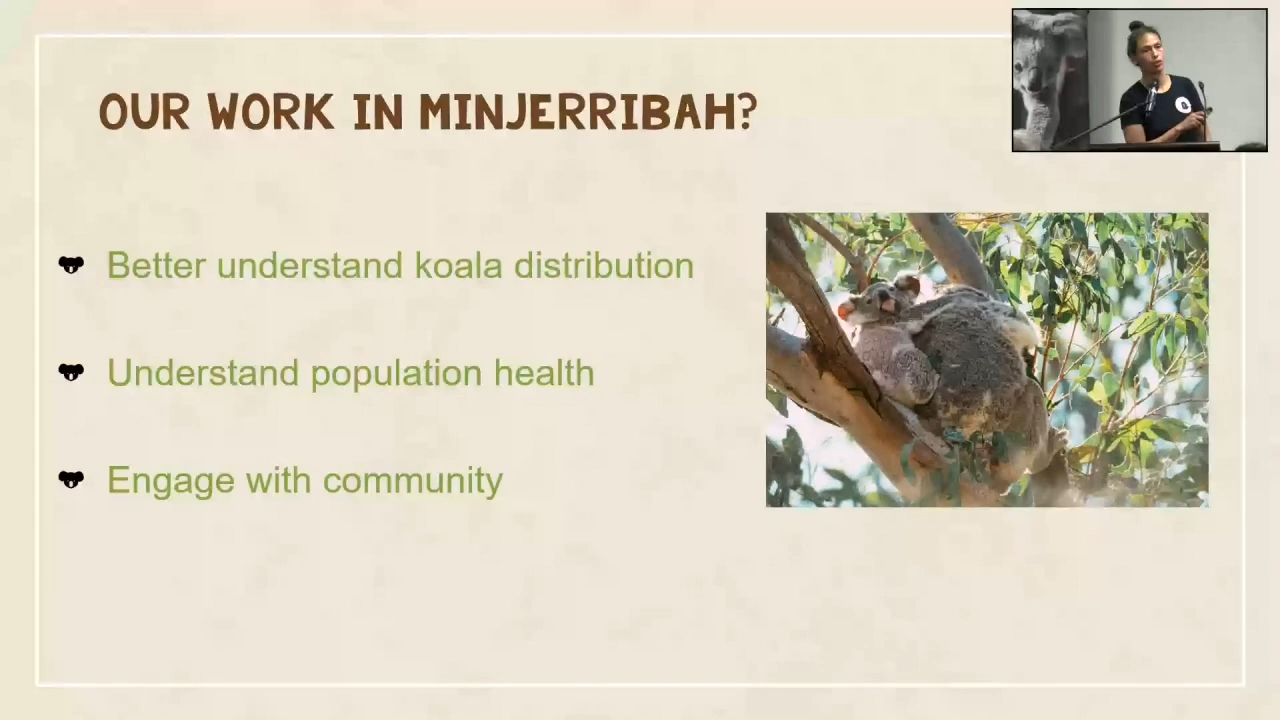 OUR WORK IN MINJERRIBAH?
Better understand koala distribution
Understand population health
Engage with community